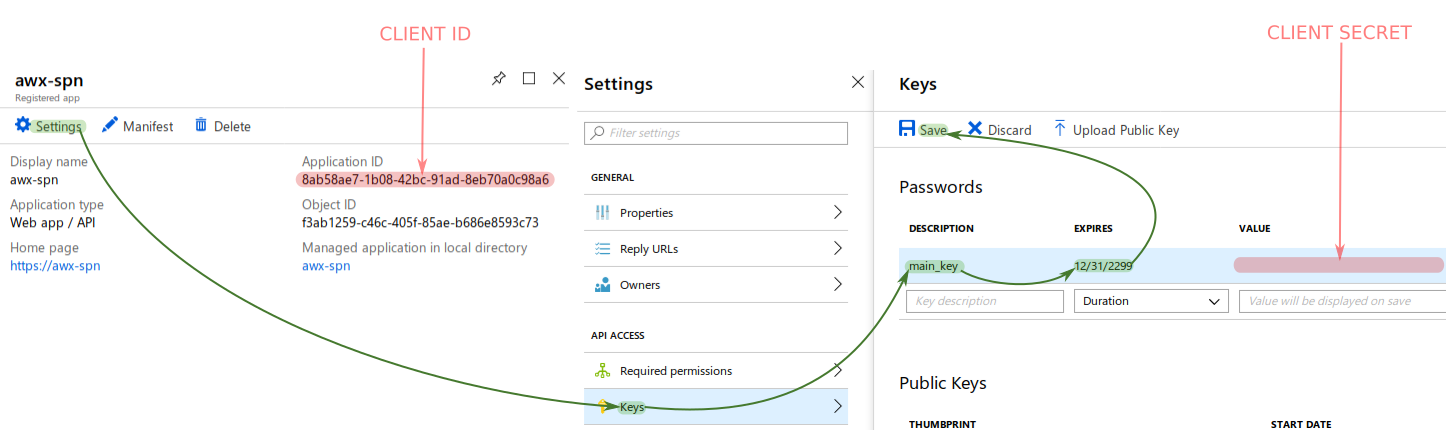 CLIENT ID
CLIENT SECRET
awx-spn
Registered app
Settings Manifest Delete
Display name
awx-spn
Application type
Web app / API
Home page
https://awx-spn
Application ID
8ab58ae7-1b08-42bc-91ad-8eb70a0c98a6
Object ID
f3ab1259-c46c-405f-85ae-b686e8593c73
Managed application in local directory
awx-spn
Settings
Filter settings
GENERAL
Properties
Reply URLs
Owners
API ACCESS
Required permissions
Keys
Keys
Save Discard Upload Public Key
Passwords
DESCRIPTION EXPIRES VALUE
main_key 12/31/2299
Key description Duration Value will be displayed on save
Public Keys
THUMBPRINT START DATE